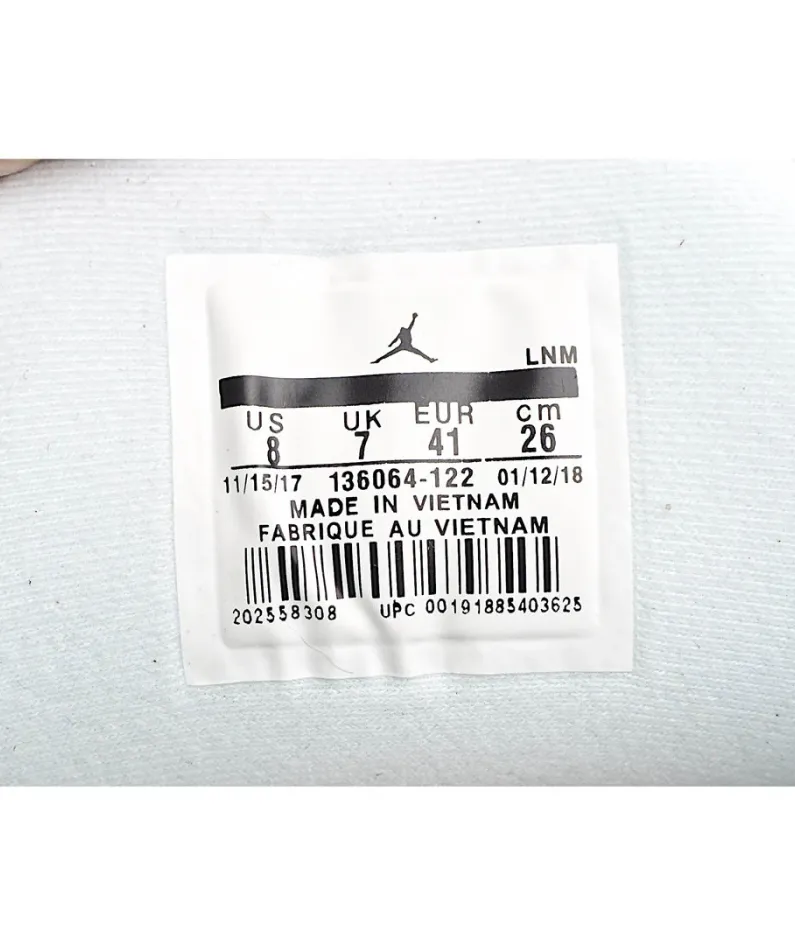 LNM
US UK EUR cm
8 7 41 26
11/15/17 136064-122 01/12/18
MADE IN VIETNAM
FABRIQUE AU VIETNAM
202558308 UPC 00191885403625